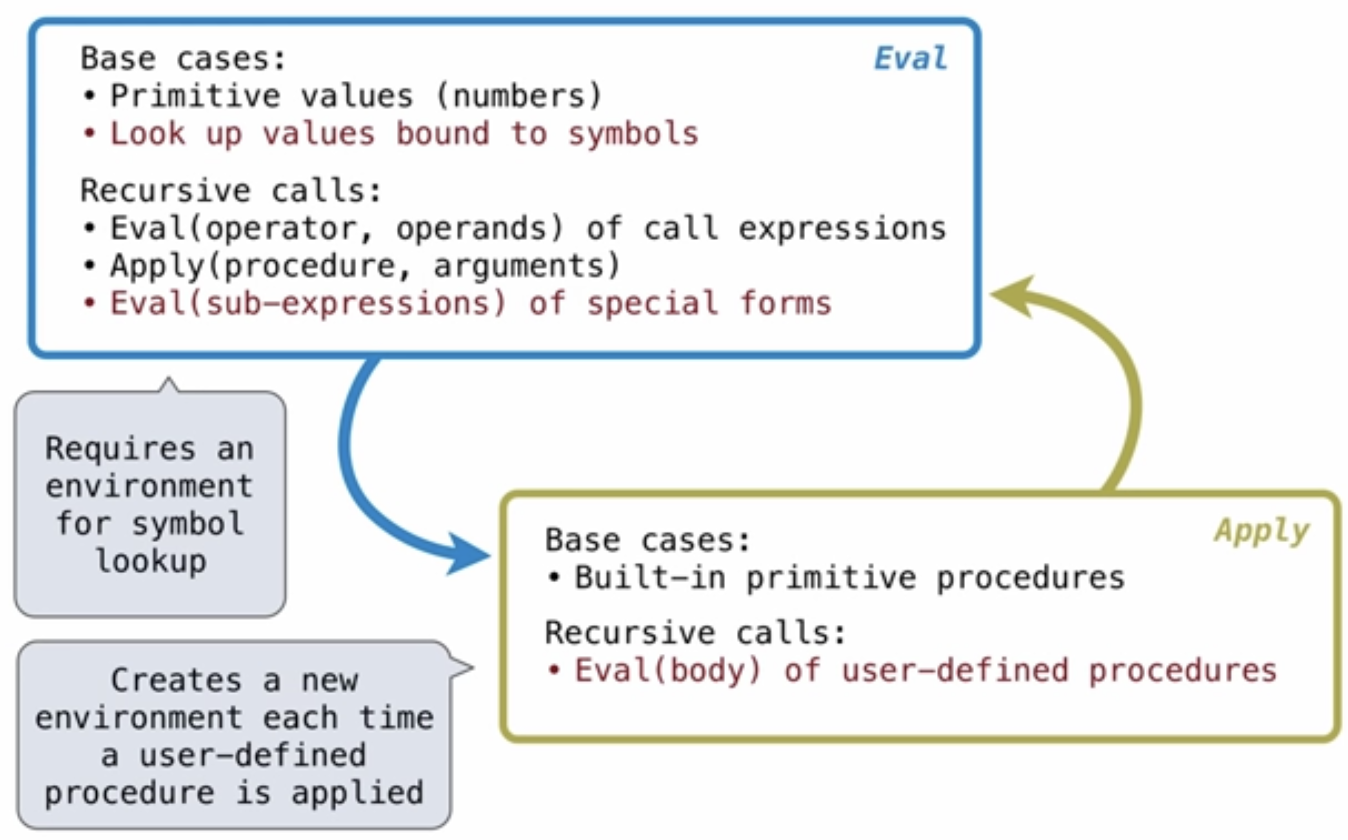 Eval
Base cases:
• Primitive values (numbers)
• Look up values bound to symbols
Recursive calls:
• Eval(operator, operands) of call expressions
• Apply(procedure, arguments)
• Eval(sub-expressions) of special forms
Requires an
environment
for symbol
lookup
Apply
Base cases:
• Built-in primitive procedures
Recursive calls:
• Eval(body) of user-defined procedures
Creates a new
environment each time
a user-defined
procedure is applied